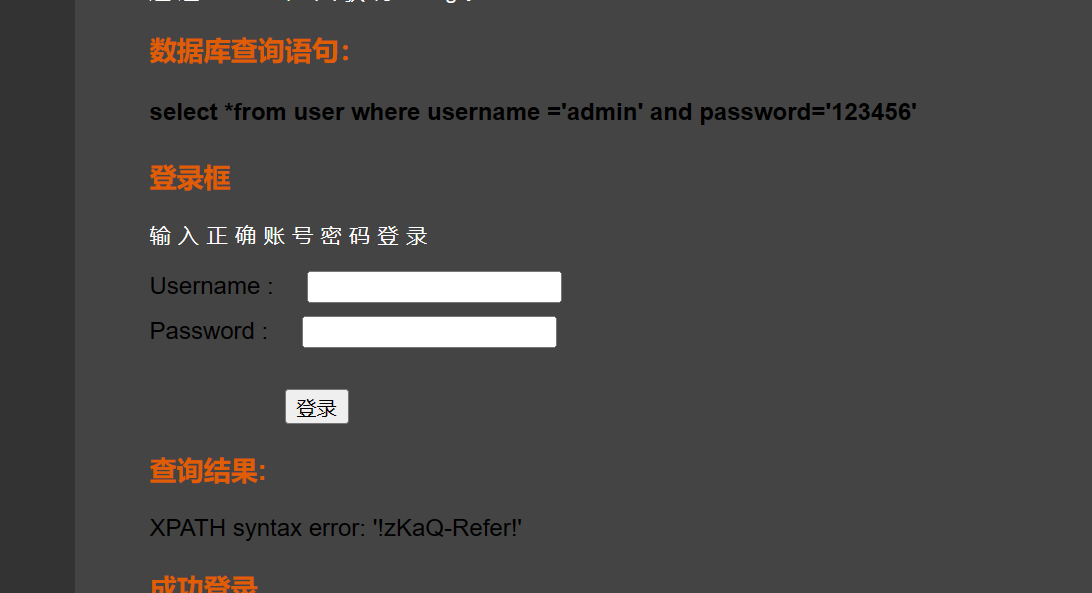 数据库查询语句:
select *from user where username ='admin' and password='123456'
登录框
输入正确账号密码登录
Username :
Password :
登录
查询结果:
XPATH syntax error: '!zKaQ-Refer!'
成功登录